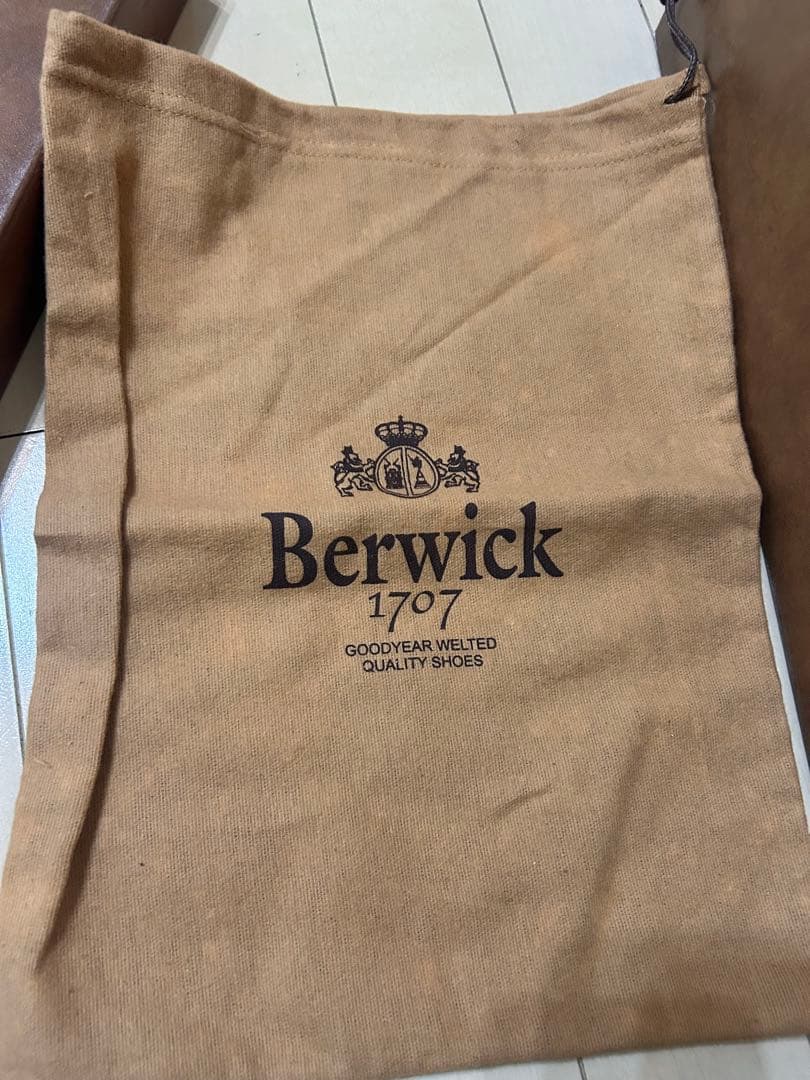 Berwick
1707
GOODYEAR WELTED
QUALITY SHOES